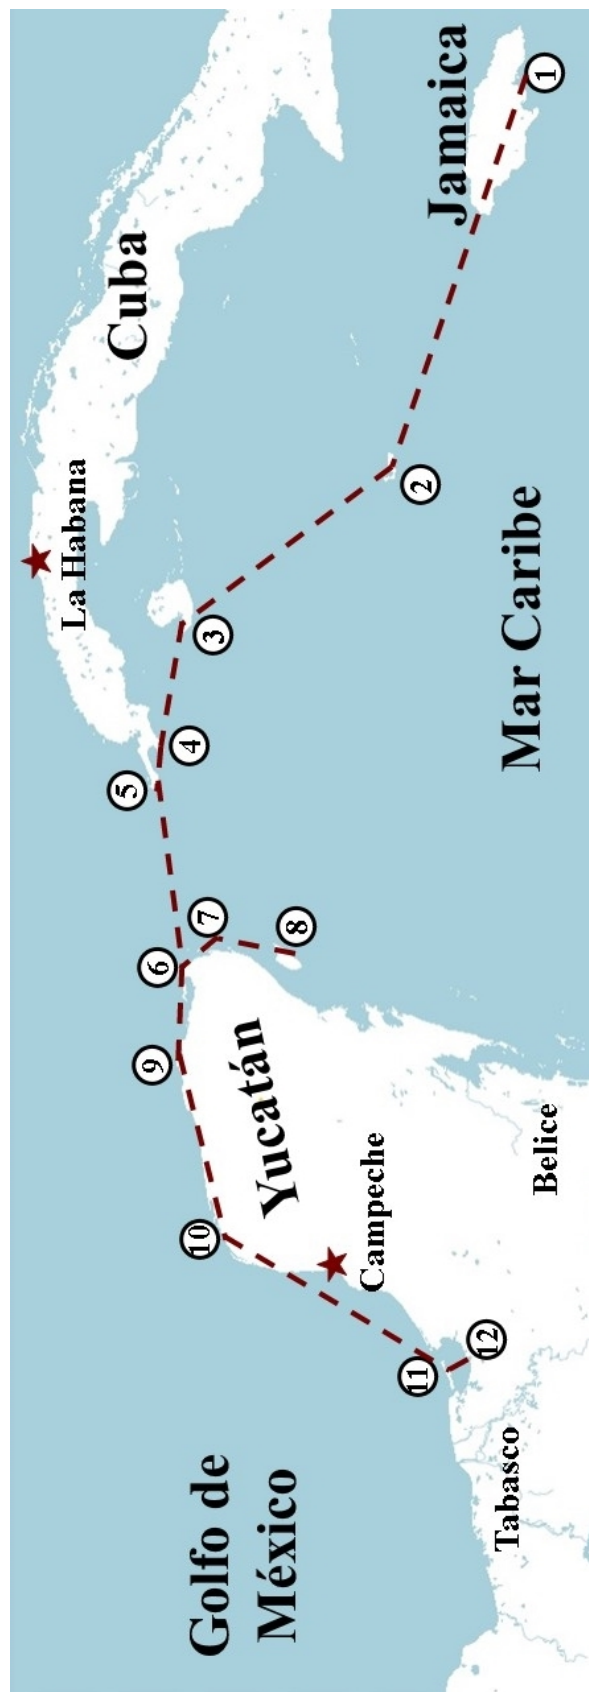 La Habana
Cuba
5
9
6
4
10
7
3
Golfo de
México
Yucatán
8
Campeche
11
2
Jamaica
12
Tabasco
Mar Caribe
Belice
1